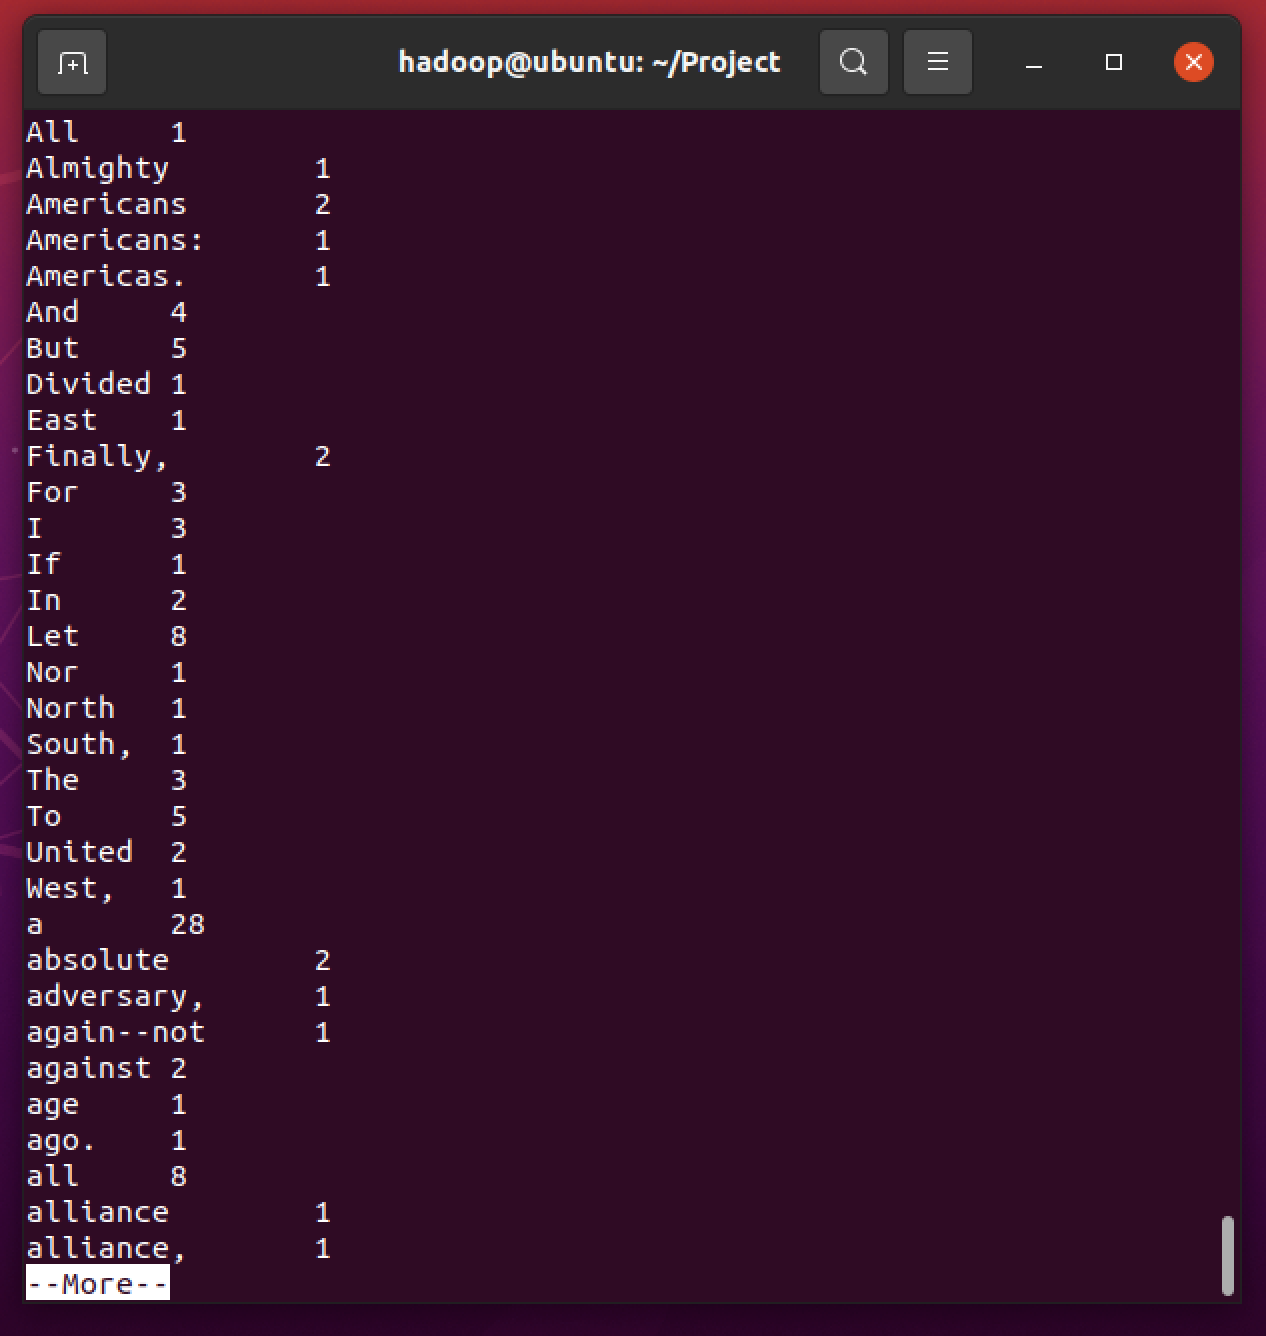 hadoop@ubuntu: ~/Project
All 1
Almighty 1
Americans 2
Americans: 1
Americas. 1
And 4
But 5
Divided 1
East 1
Finally, 2
For 3
I 3
If 1
In 2
Let 8
Nor 1
North 1
South, 1
The 3
To 5
United 2
West, 1
a 28
absolute 2
adversary, 1
again--not 1
against 2
age 1
ago. 1
all 8
alliance 1
alliance, 1
--More--